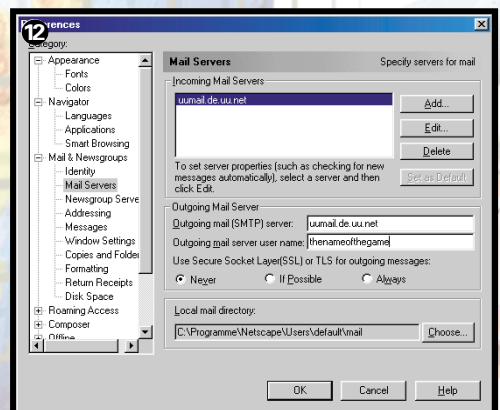 12
Preferences
Category:
Appearance
Fonts
Colors
Navigator
Languages
Applications
Smart Browsing
Mail & Newsgroups
Identity
Mail Servers
Newsgroup Serve
Addressing
Messages
Window Settings
Copies and Folder
Formatting
Return Receipts
Disk Space
Roaming Access
Composer
Offline
Mail Servers
Specify servers for mail
Incoming Mail Servers
uumail.de.uu.net
Add...
Edit...
Delete
Set as Default
To set server properties (such as checking for new
messages automatically), select a server and then
click Edit.
Outgoing Mail Server
Outgoing mail (SMTP) server: uumail.de.uu.net
Outgoing mail server user name: thenameofthegame
Use Secure Socket Layer(SSL) or TLS for outgoing messages:
Never If Possible Always
Local mail directory:
C:\Programme\Netscape\Users\default\mail Choose...
OK Cancel Help